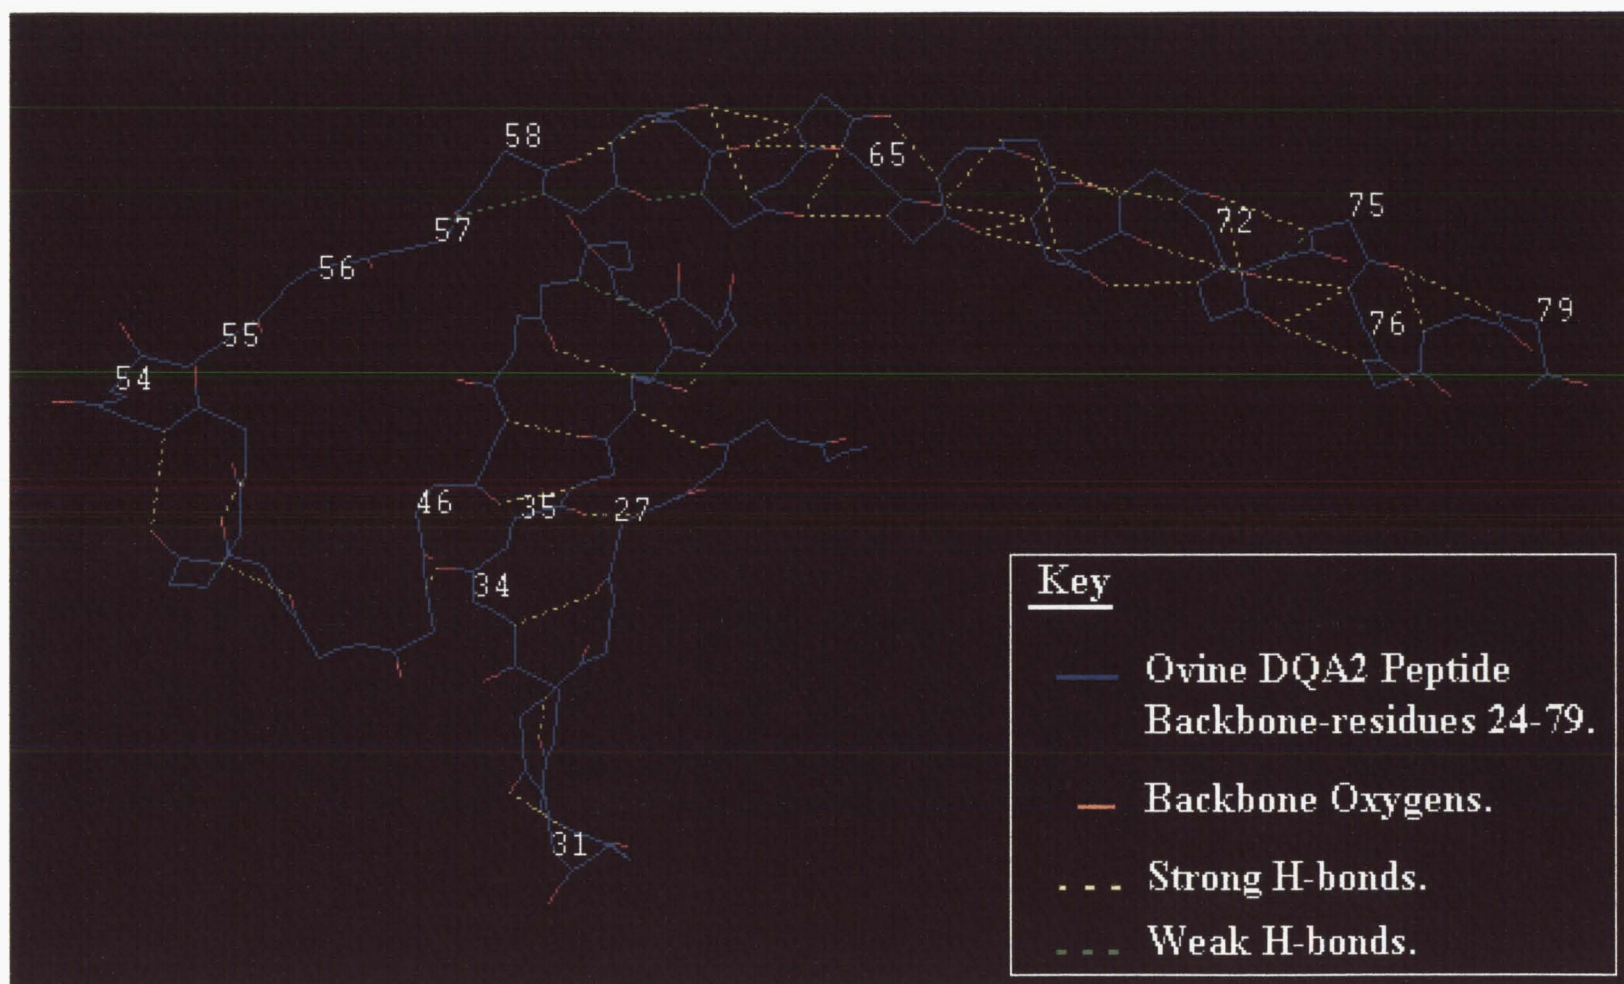 58
65
75
72
57
56
79
55
76
54
46
35
27
34
31
Key
Ovine DQA2 Peptide
Backbone-residues 24-79.
Backbone Oxygens.
Strong H-bonds.
Weak H-bonds.